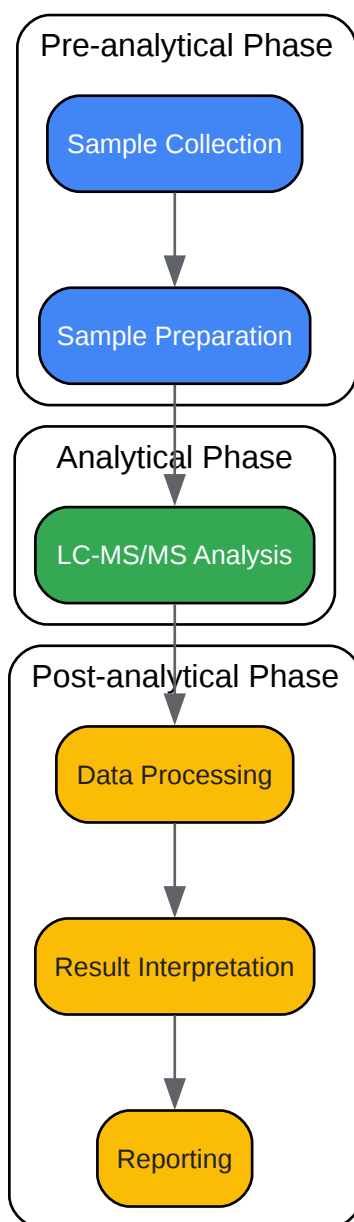 Pre-analytical Phase
Sample Collection
Sample Preparation
Analytical Phase
LC-MS/MS Analysis
Post-analytical Phase
Data Processing
Result Interpretation
Reporting